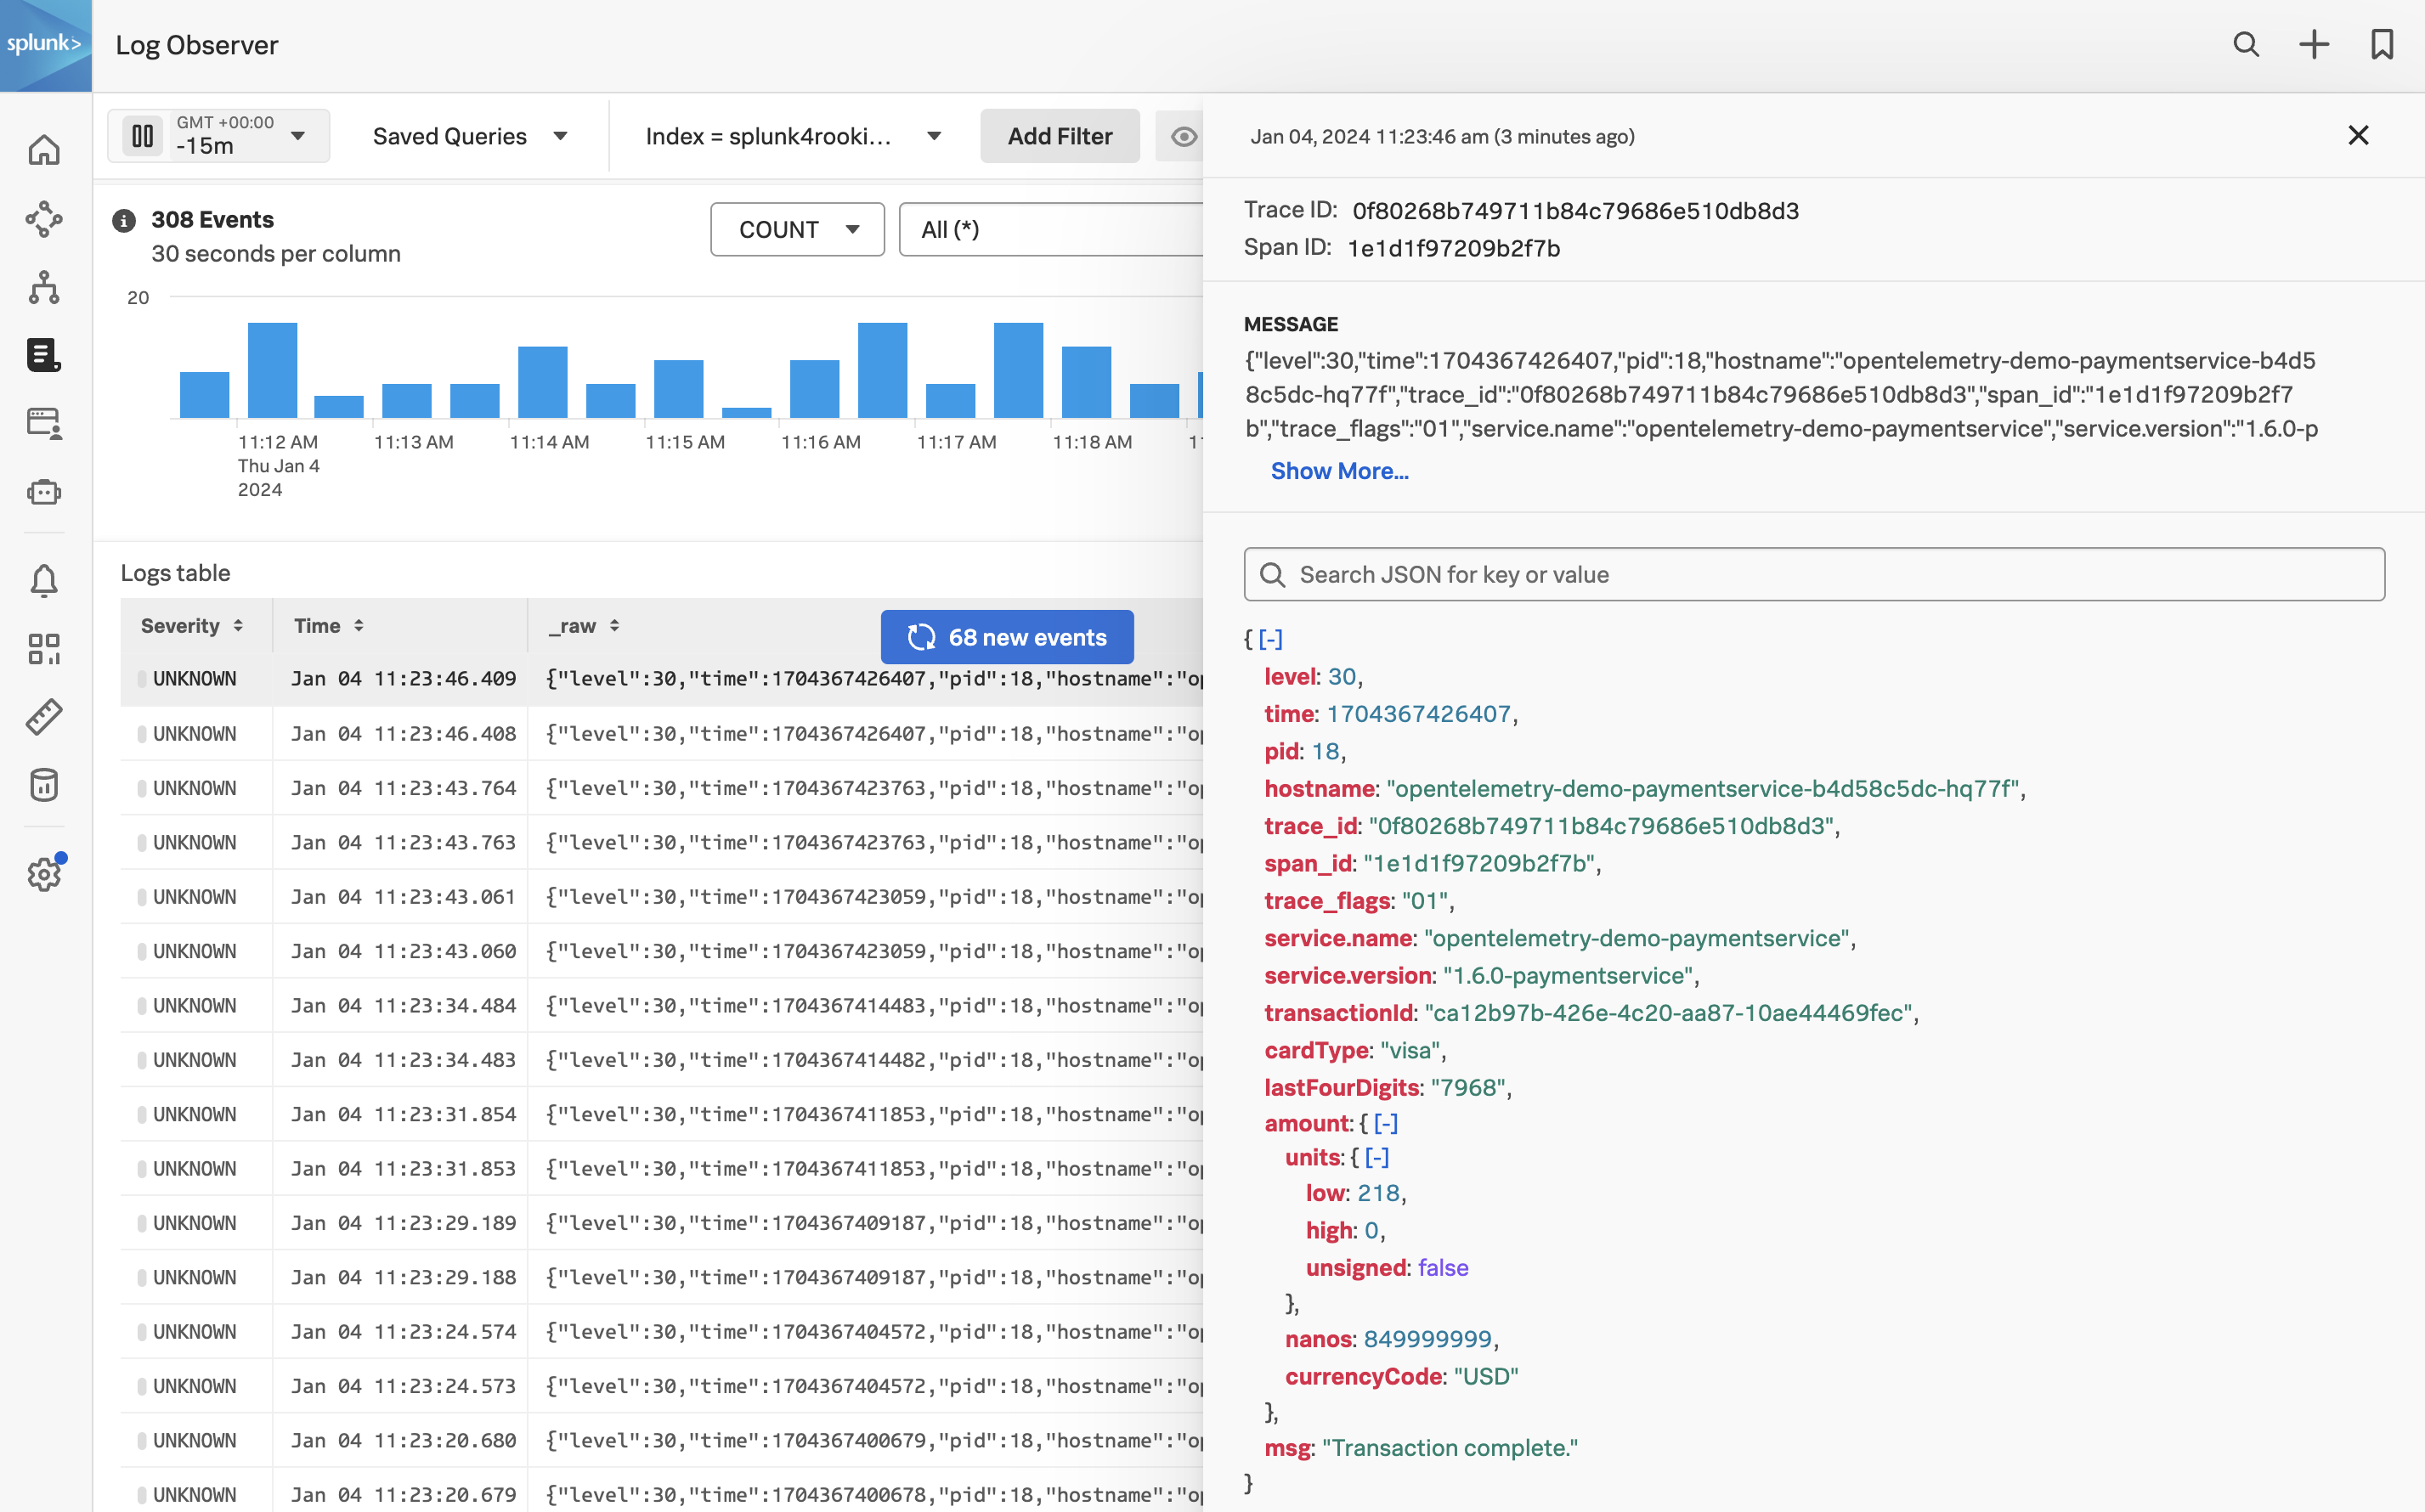 splunk>
Log Observer
GMT +00:00
-15m
Saved Queries
Index = splunk4rooki...
Add Filter
308 Events
30 seconds per column
COUNT
All (*)
20
11:12 AM 11:13 AM 11:14 AM 11:15 AM 11:16 AM 11:17 AM 11:18 AM 11
Thu Jan 4
2024
Logs table
Severity Time _raw
68 new events
UNKNOWN Jan 04 11:23:46.409 {"level":30,"time":1704367426407,"pid":18,"hostname":"op
UNKNOWN Jan 04 11:23:46.408 {"level":30,"time":1704367426407,"pid":18,"hostname":"op
UNKNOWN Jan 04 11:23:43.764 {"level":30,"time":1704367423763,"pid":18,"hostname":"op
UNKNOWN Jan 04 11:23:43.763 {"level":30,"time":1704367423763,"pid":18,"hostname":"op
UNKNOWN Jan 04 11:23:43.061 {"level":30,"time":1704367423059,"pid":18,"hostname":"op
UNKNOWN Jan 04 11:23:43.060 {"level":30,"time":1704367423059,"pid":18,"hostname":"op
UNKNOWN Jan 04 11:23:34.484 {"level":30,"time":1704367414483,"pid":18,"hostname":"op
UNKNOWN Jan 04 11:23:34.483 {"level":30,"time":1704367414482,"pid":18,"hostname":"op
UNKNOWN Jan 04 11:23:31.854 {"level":30,"time":1704367411853,"pid":18,"hostname":"op
UNKNOWN Jan 04 11:23:31.853 {"level":30,"time":1704367411853,"pid":18,"hostname":"op
UNKNOWN Jan 04 11:23:29.189 {"level":30,"time":1704367409187,"pid":18,"hostname":"op
UNKNOWN Jan 04 11:23:29.188 {"level":30,"time":1704367409187,"pid":18,"hostname":"op
UNKNOWN Jan 04 11:23:24.574 {"level":30,"time":1704367404572,"pid":18,"hostname":"op
UNKNOWN Jan 04 11:23:24.573 {"level":30,"time":1704367404572,"pid":18,"hostname":"op
UNKNOWN Jan 04 11:23:20.680 {"level":30,"time":1704367400679,"pid":18,"hostname":"op
UNKNOWN Jan 04 11:23:20.679 {"level":30,"time":1704367400678,"pid":18,"hostname":"op
Jan 04, 2024 11:23:46 am (3 minutes ago)
Trace ID: 0f80268b749711b84c79686e510db8d3
Span ID: 1e1d1f97209b2f7b
MESSAGE
{"level":30,"time":1704367426407,"pid":18,"hostname":"opentelemetry-demo-paymentservice-b4d5
8c5dc-hq77f","trace_id":"0f80268b749711b84c79686e510db8d3","span_id":"1e1d1f97209b2f7
b","trace_flags":"01","service.name":"opentelemetry-demo-paymentservice","service.version":"1.6.0-p
Show More...
Search JSON for key or value
{ [-]
level: 30,
time: 1704367426407,
pid: 18,
hostname: "opentelemetry-demo-paymentservice-b4d58c5dc-hq77f",
trace_id: "0f80268b749711b84c79686e510db8d3",
span_id: "1e1d1f97209b2f7b",
trace_flags: "01",
service.name: "opentelemetry-demo-paymentservice",
service.version: "1.6.0-paymentservice",
transactionId: "ca12b97b-426e-4c20-aa87-10ae44469fec",
cardType: "visa",
lastFourDigits: "7968",
amount: { [-]
units: { [-]
low: 218,
high: 0,
unsigned: false
},
nanos: 849999999,
currencyCode: "USD"
},
msg: "Transaction complete."
}